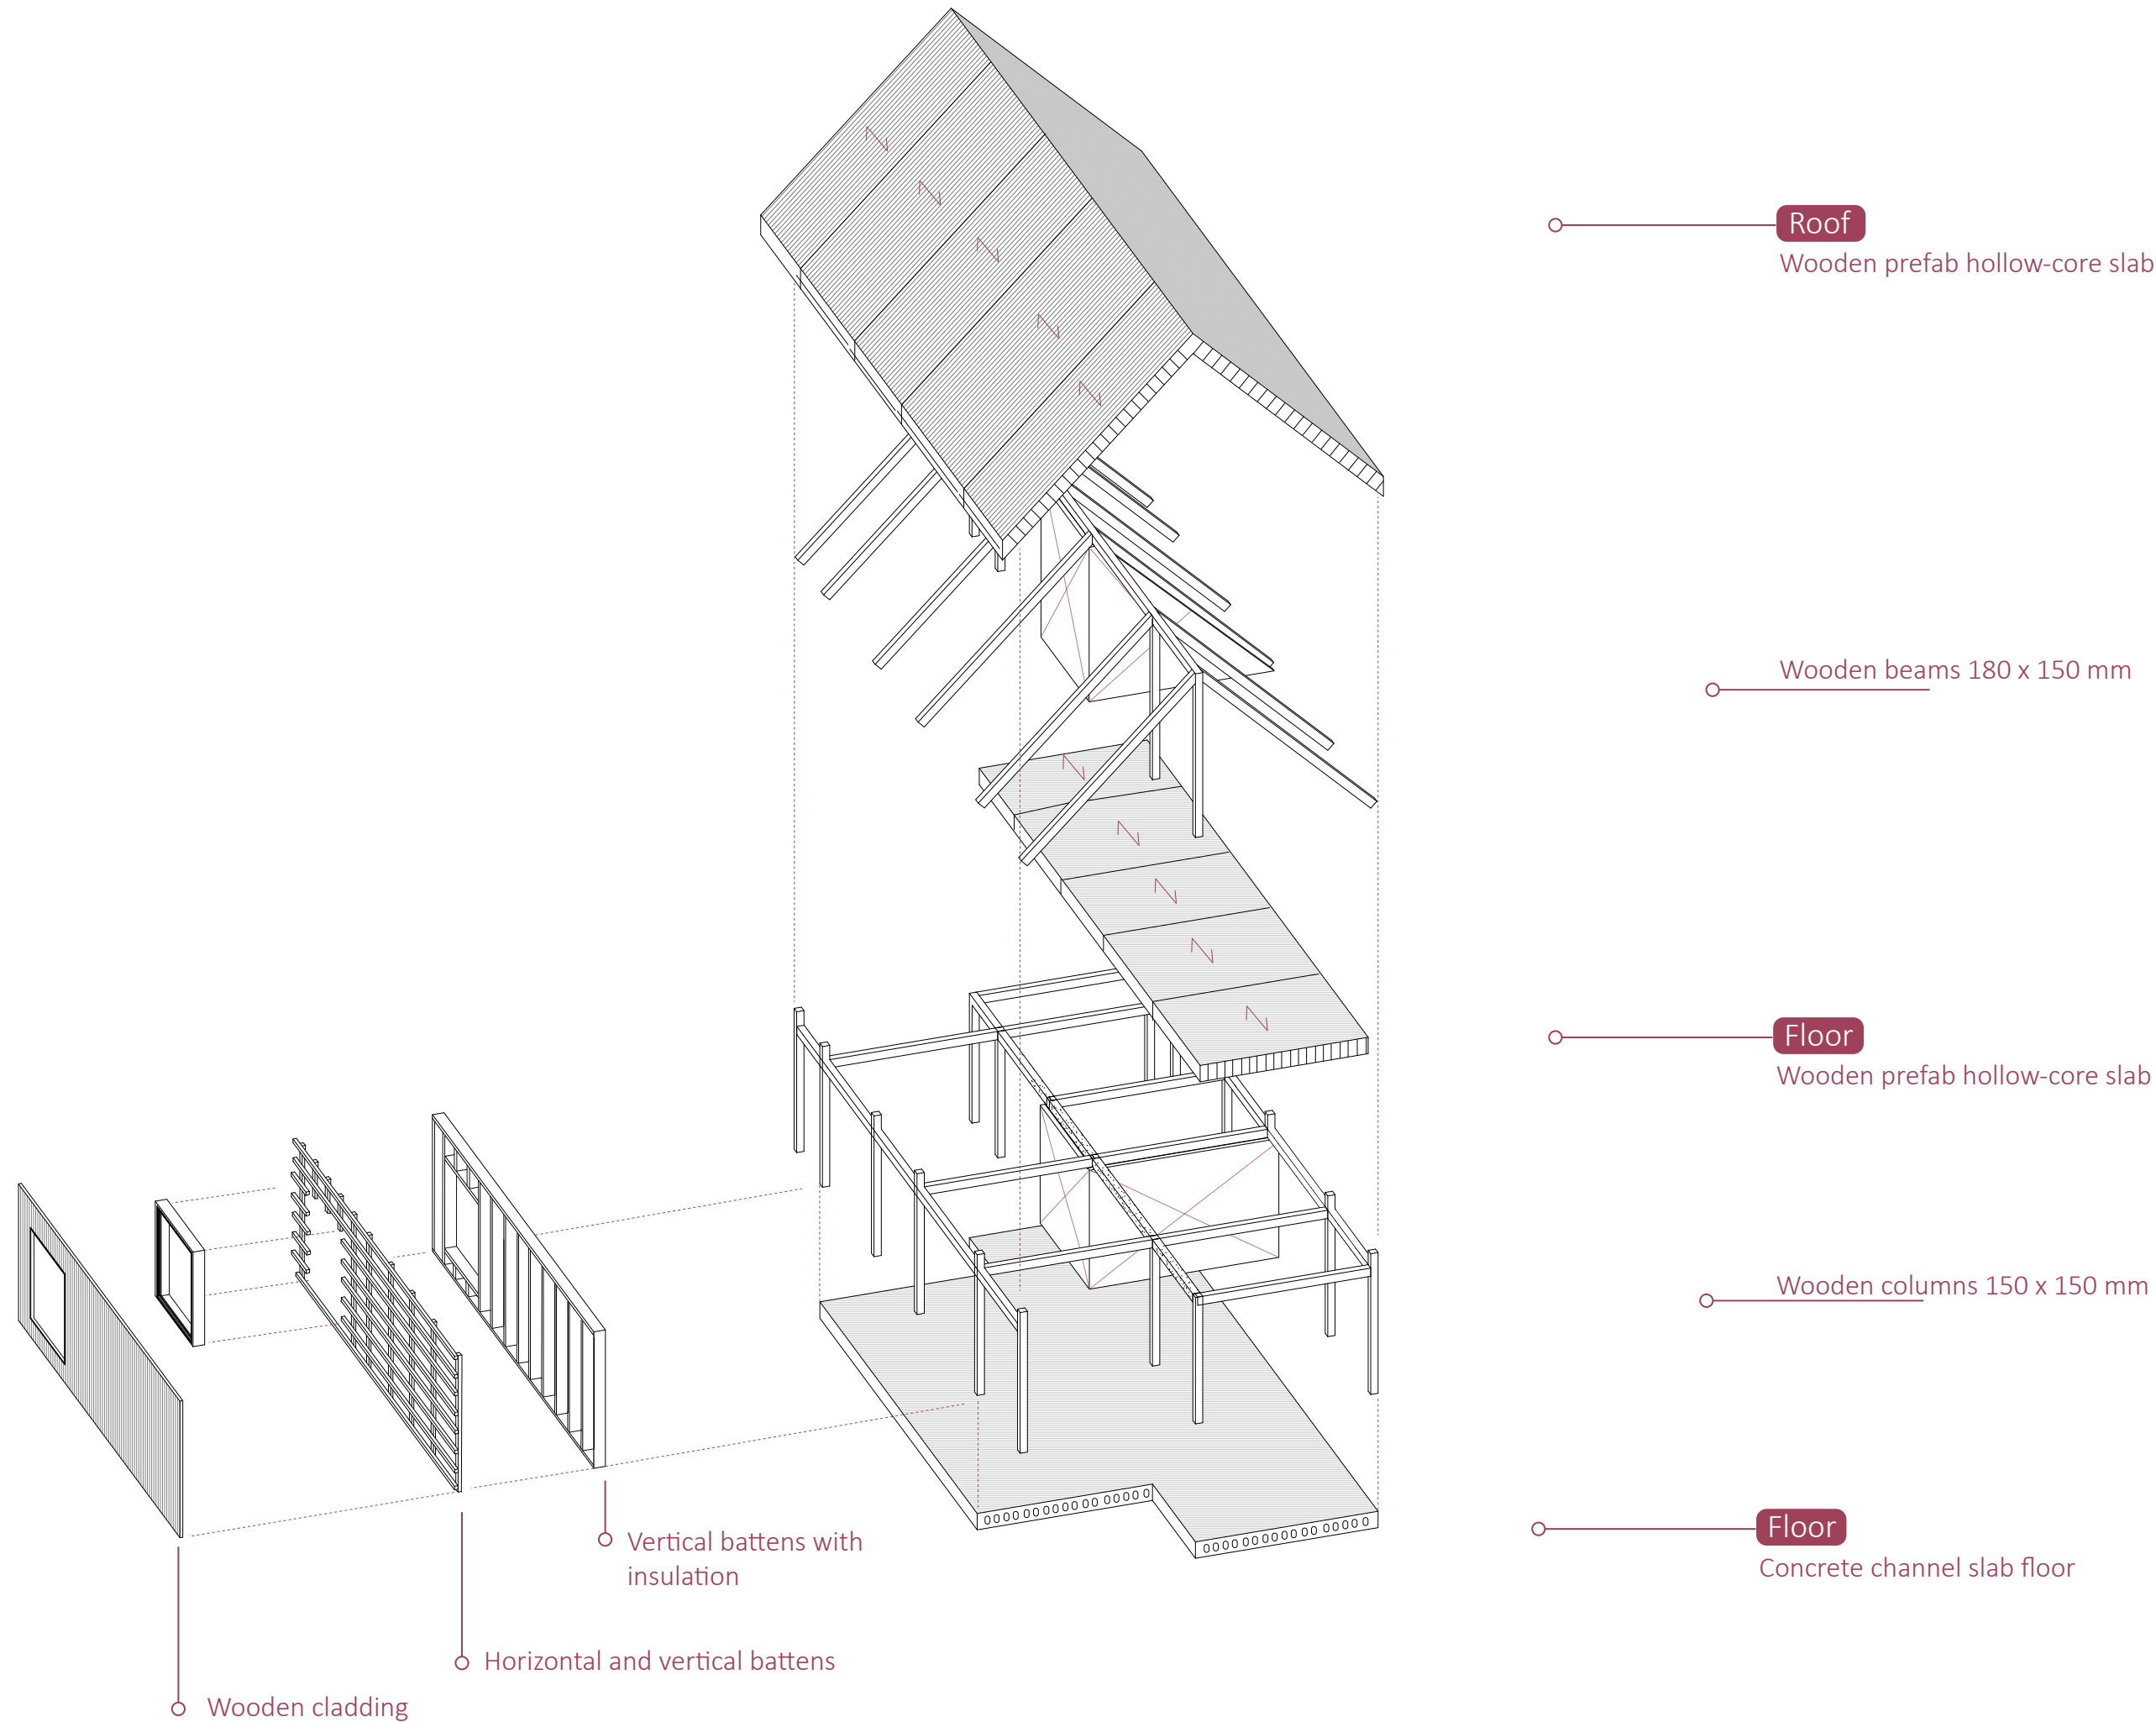 Roof
Wooden prefab hollow-core slab
Wooden beams 180 x 150 mm
Floor
Wooden prefab hollow-core slab
Wooden columns 150 x 150 mm
Floor
Concrete channel slab floor
Vertical battens with
insulation
Horizontal and vertical battens
Wooden cladding